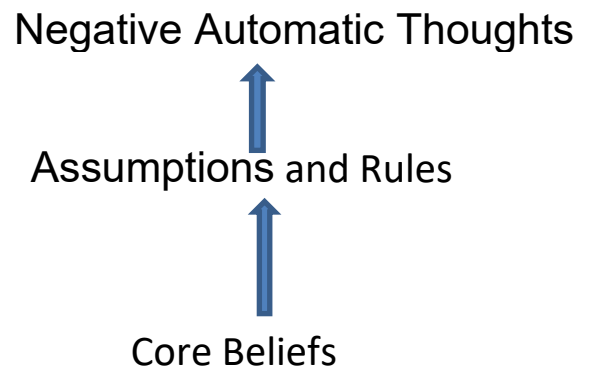 Negative Automatic Thoughts
Assumptions and Rules
Core Beliefs